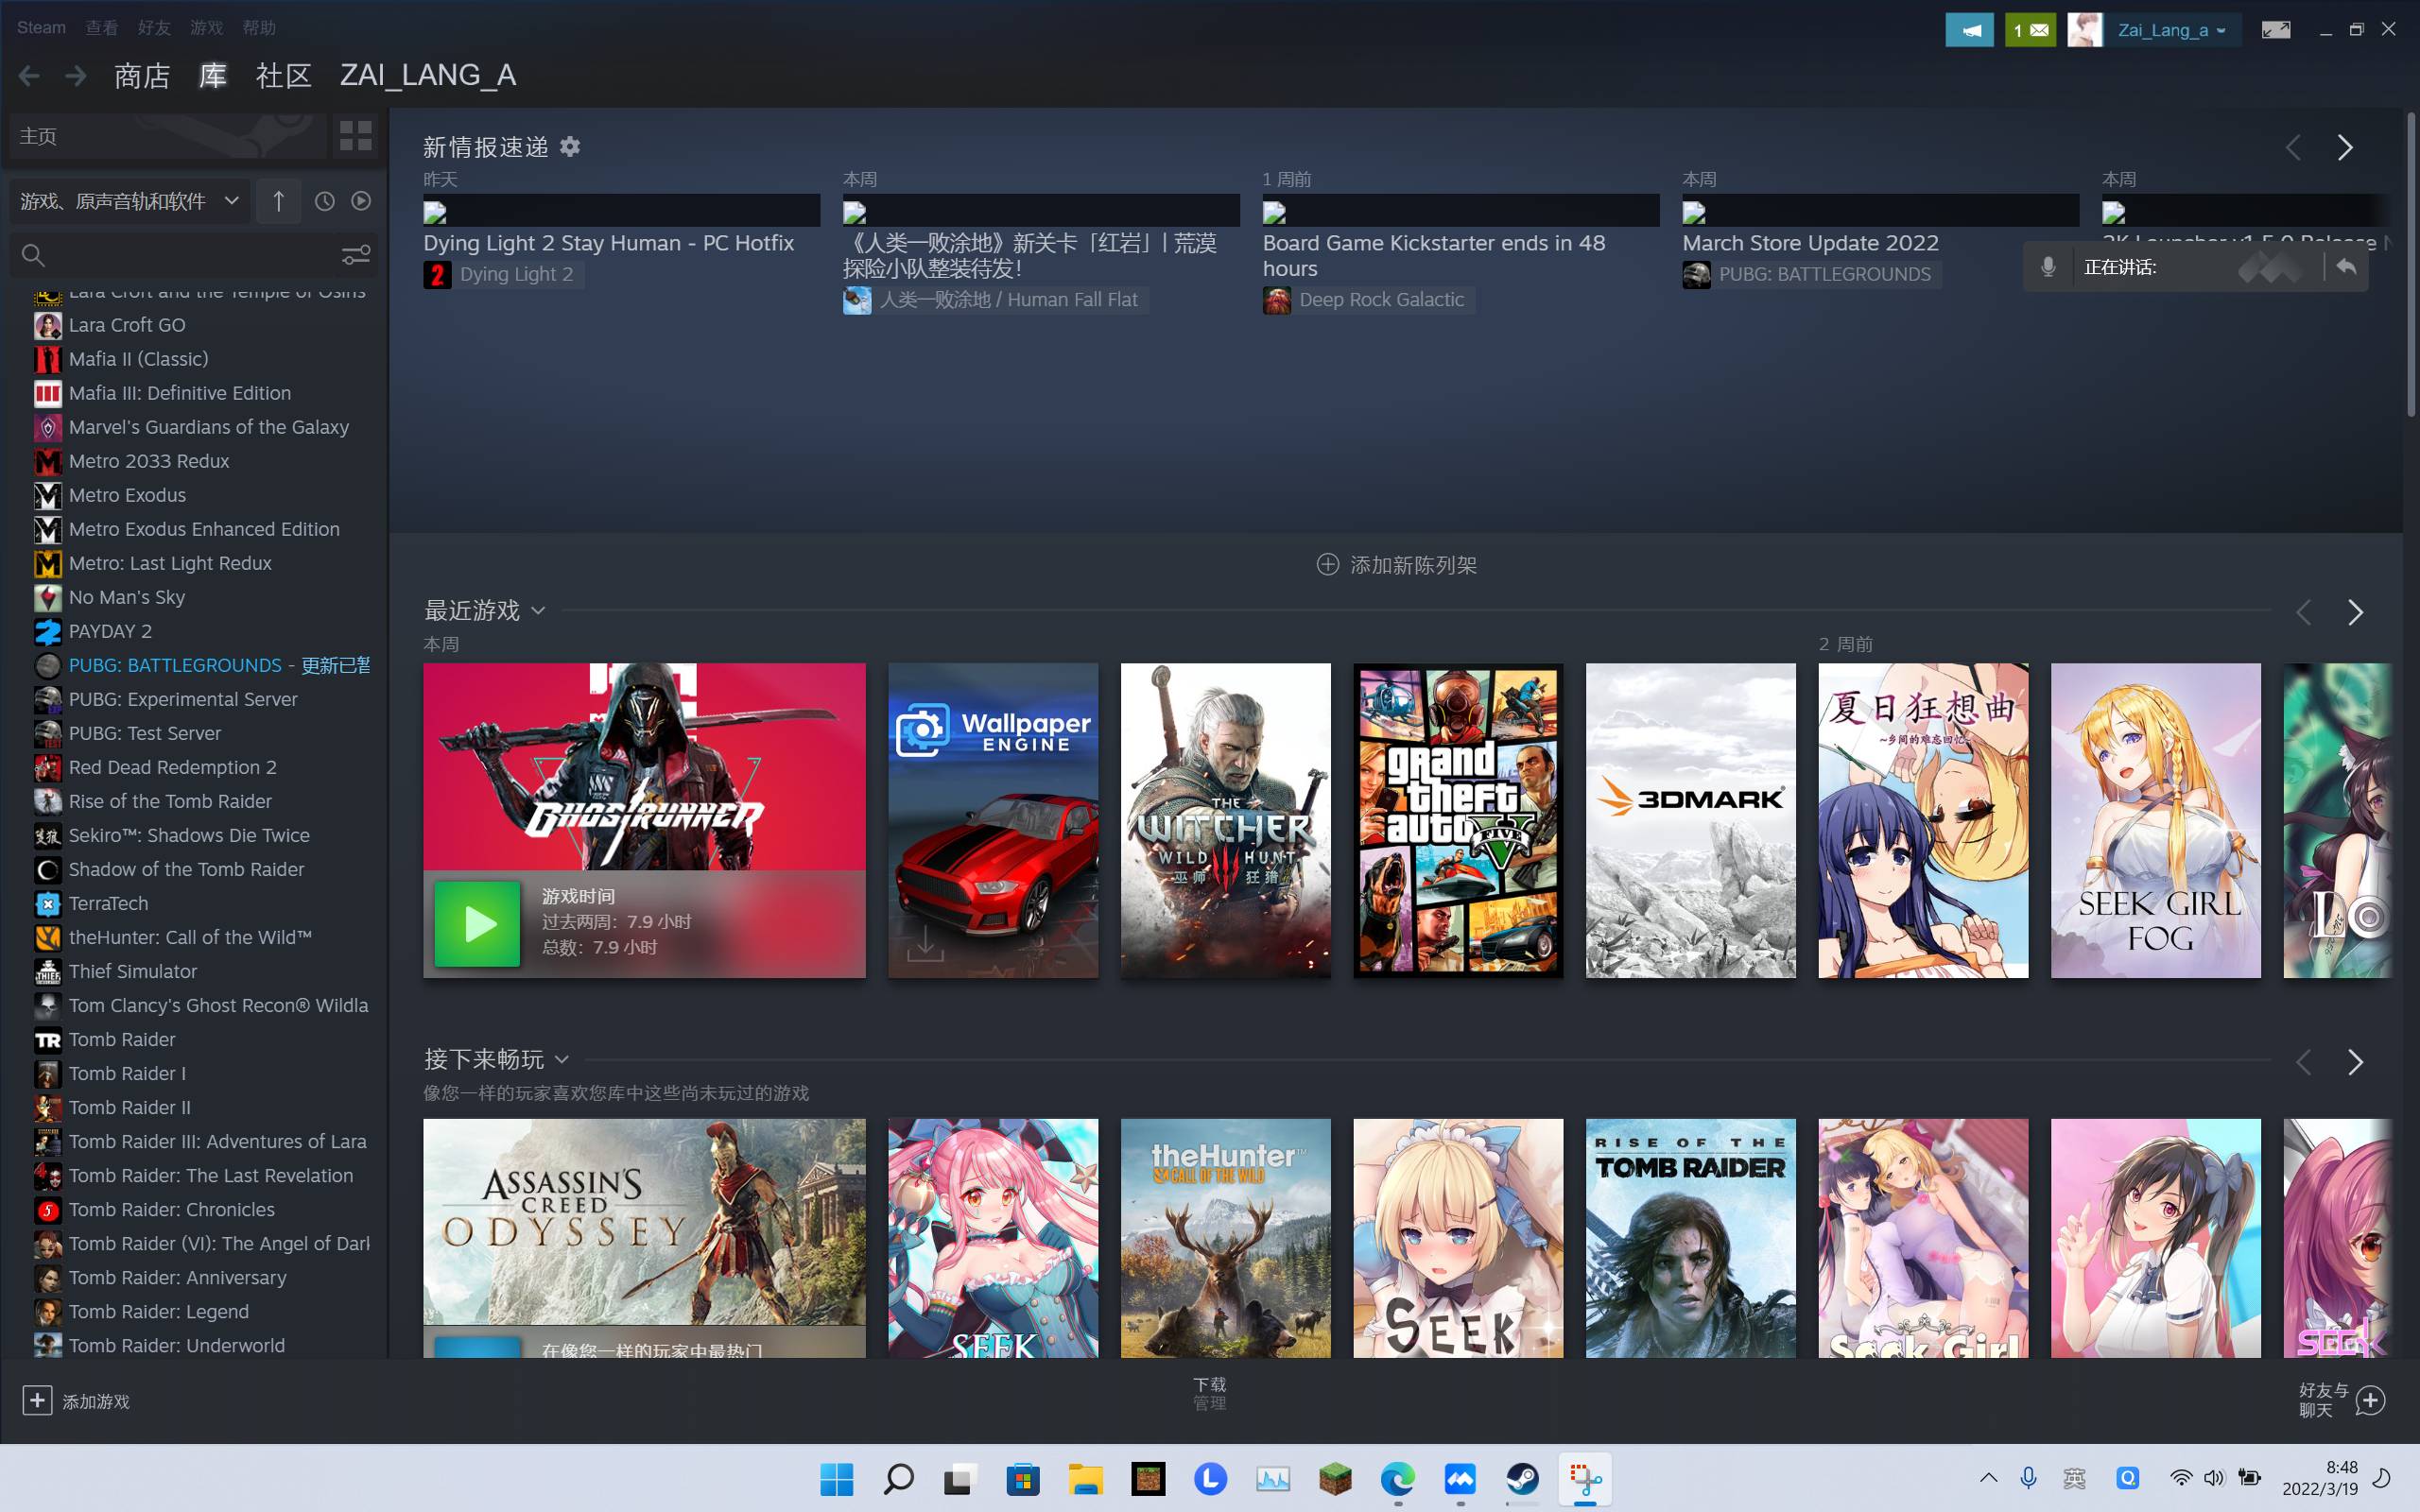 Steam 查看 好友 游戏 帮助
1
Zai_Lang_a
商店 库 社区 ZAI_LANG_A
主页
游戏、原声音轨和软件
Lara Croft and the Temple of Osiris
Lara Croft GO
Mafia II (Classic)
Mafia III: Definitive Edition
Marvel's Guardians of the Galaxy
Metro 2033 Redux
Metro Exodus
Metro Exodus Enhanced Edition
Metro: Last Light Redux
No Man's Sky
PAYDAY 2
PUBG: BATTLEGROUNDS - 更新已暂
PUBG: Experimental Server
PUBG: Test Server
Red Dead Redemption 2
Rise of the Tomb Raider
Sekiro™: Shadows Die Twice
Shadow of the Tomb Raider
TerraTech
theHunter: Call of the Wild™
Thief Simulator
Tom Clancy's Ghost Recon® Wildla
Tomb Raider
Tomb Raider I
Tomb Raider II
Tomb Raider III: Adventures of Lara
Tomb Raider: The Last Revelation
Tomb Raider: Chronicles
Tomb Raider (VI): The Angel of Dark
Tomb Raider: Anniversary
Tomb Raider: Legend
Tomb Raider: Underworld
新情报速递
昨天
Dying Light 2 Stay Human - PC Hotfix
Dying Light 2
本周
《人类一败涂地》新关卡「红岩」| 荒漠
探险小队整装待发!
人类一败涂地 / Human Fall Flat
1 周前
Board Game Kickstarter ends in 48
hours
Deep Rock Galactic
本周
March Store Update 2022
PUBG: BATTLEGROUNDS
本周
2K Launcher v1.5.0 Release N
正在讲话:
添加新陈列架
最近游戏
本周
2 周前
GHOSTRUNNER
游戏时间
过去两周: 7.9 小时
总数: 7.9 小时
Wallpaper
ENGINE
THE
WITCHER
WILD HUNT
巫师 狂猎
grand
theft
auto
FIVE
3DMARK
夏日狂想曲
~乡间的难忘回忆~
SEEK GIRL
FOG
LO
接下来畅玩
像您一样的玩家喜欢您库中这些尚未玩过的游戏
ASSASSIN'S
CREED
ODYSSEY
在像您一样的玩家中最热门
SEEK
theHunter™
CALL OF THE WILD
SEEK
RISE OF THE
TOMB RAIDER
Seek Girl
SEEK
添加游戏
下载
管理
好友与
聊天
英
8:48
2022/3/19